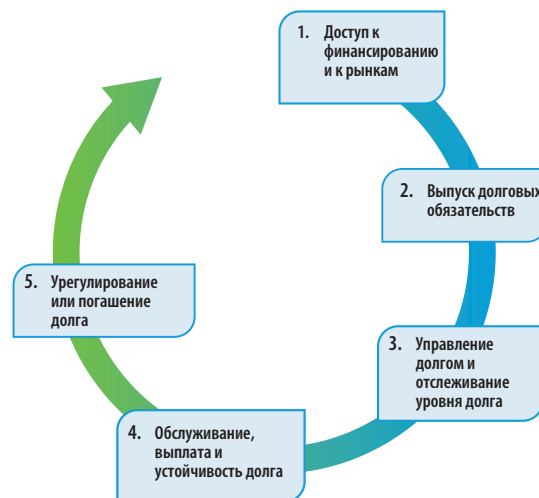 1. Доступ к
финансированию
и к рынкам
2. Выпуск долговых
обязательств
3. Управление
долгом и
отслеживание
уровня долга
4. Обслуживание,
выплата и
устойчивость долга
5. Урегулирование
или погашение
долга